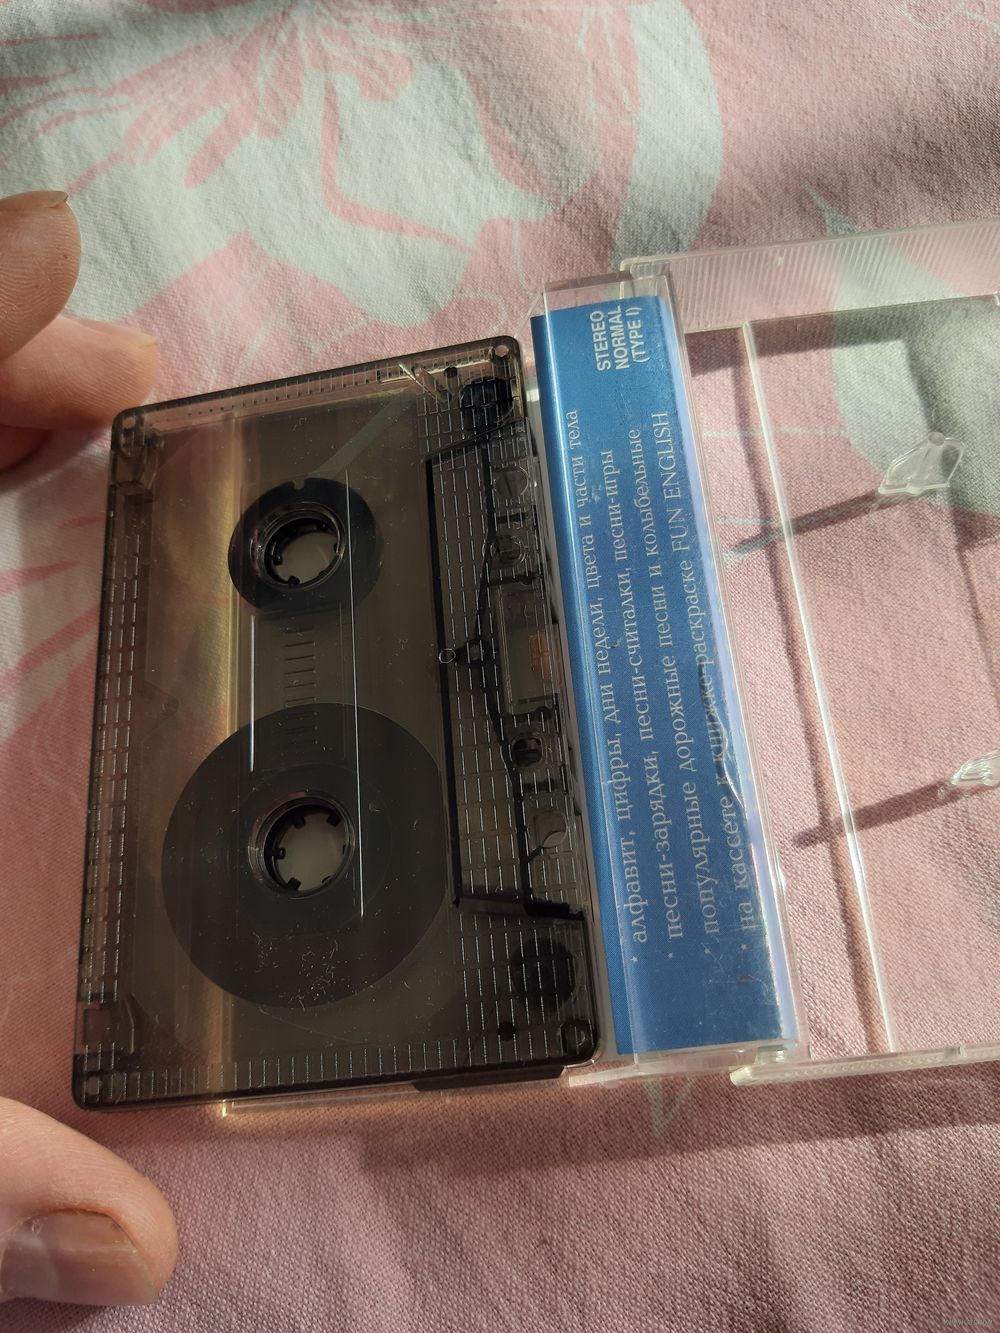 STEREO
NORMAL
(TYPE I)
* алфавит, цифры, дни недели, цвета и части тела
* песни-зарядки, песни-считалки, песни-игры
* популярные дорожные песни и колыбельные
* на кассете к книжке-раскраске FUN ENGLISH